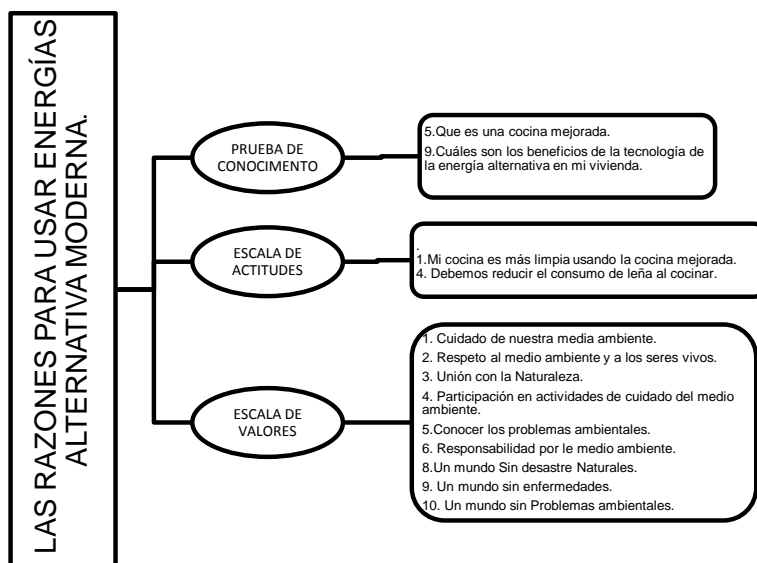 LAS RAZONES PARA USAR ENERGÍAS
ALTERNATIVA MODERNA.
PRUEBA DE
CONOCIMENTO
5.Que es una cocina mejorada.
9.Cuáles son los beneficios de la tecnología de
la energía alternativa en mi vivienda.
ESCALA DE
ACTITUDES
.
1.Mi cocina es más limpia usando la cocina mejorada.
4. Debemos reducir el consumo de leña al cocinar.
ESCALA DE
VALORES
1. Cuidado de nuestra media ambiente.
2. Respeto al medio ambiente y a los seres vivos.
3. Unión con la Naturaleza.
4. Participación en actividades de cuidado del medio
ambiente.
5.Conocer los problemas ambientales.
6. Responsabilidad por le medio ambiente.
8.Un mundo Sin desastre Naturales.
9. Un mundo sin enfermedades.
10. Un mundo sin Problemas ambientales.